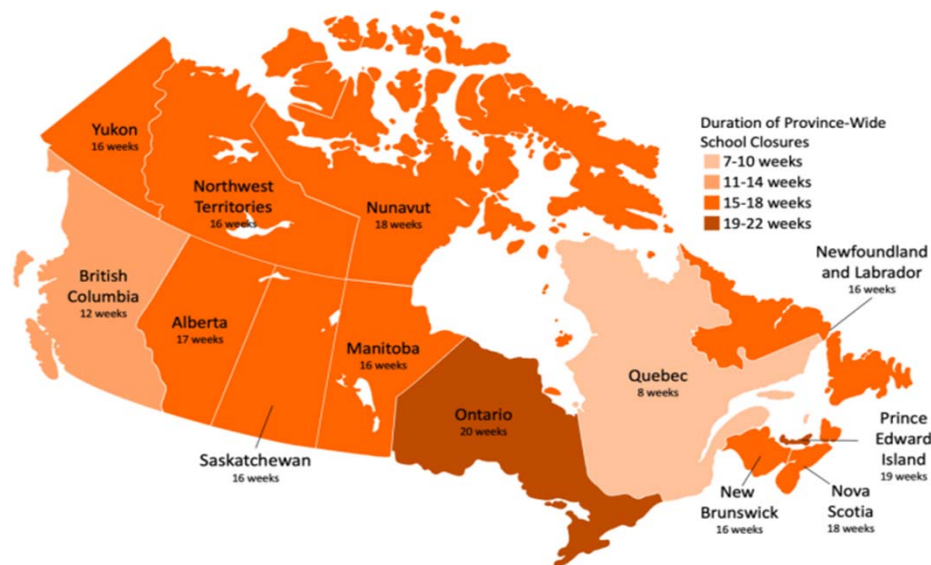 Yukon
16 weeks
Northwest
Territories
16 weeks
Nunavut
18 weeks
British
Columbia
12 weeks
Alberta
17 weeks
Saskatchewan
16 weeks
Manitoba
16 weeks
Ontario
20 weeks
Quebec
8 weeks
Duration of Province-Wide
School Closures
7-10 weeks
11-14 weeks
15-18 weeks
19-22 weeks
Newfoundland
and Labrador
16 weeks
Prince
Edward
Island
19 weeks
New
Brunswick
16 weeks
Nova
Scotia
18 weeks